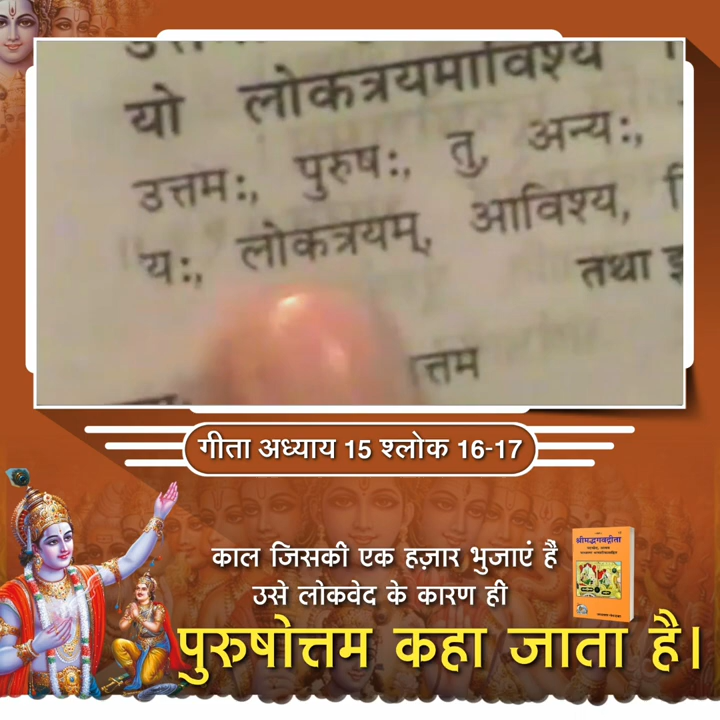 यो लोकत्रयमाविश्य
उत्तमः, पुरुषः, तु, अन्यः,
यः, लोकत्रयम्, आविश्य,
तथा
त्तम
गीता अध्याय 15 श्लोक 16-17
काल जिसकी एक हज़ार भुजाएं हैं
उसे लोकवेद के कारण ही
पुरुषोत्तम कहा जाता है।
श्रीमद्भगवद्गीता